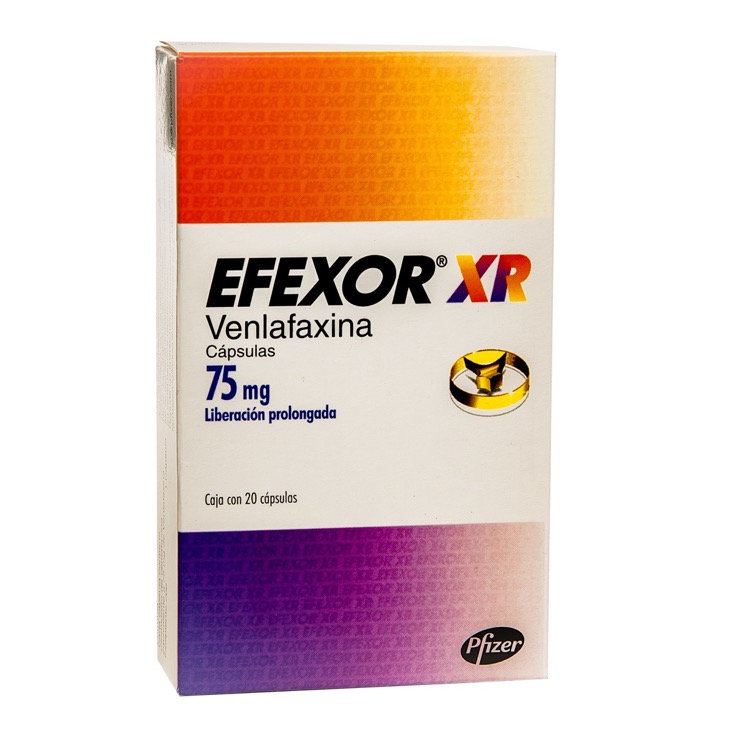 EFEXOR® XR
Venlafaxina
Cápsulas
75 mg
Liberación prolongada
Caja con 20 cápsulas
Pfizer